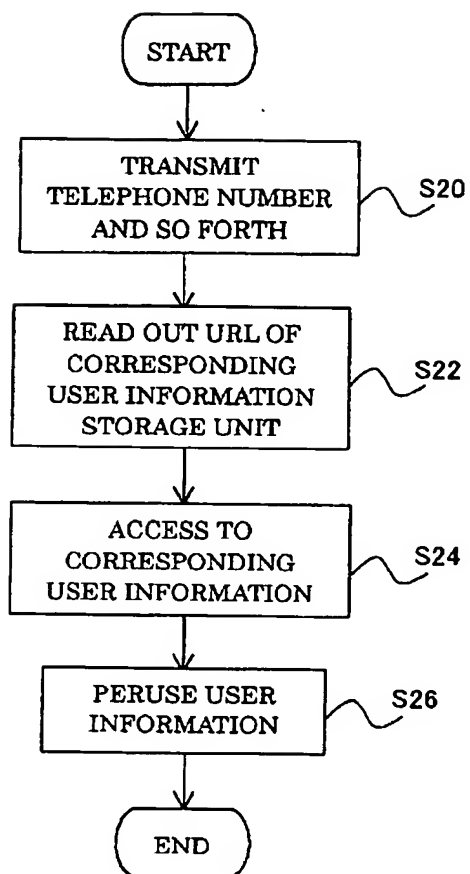 START
TRANSMIT
TELEPHONE NUMBER
AND SO FORTH
S20
READ OUT URL OF
CORRESPONDING
USER INFORMATION
STORAGE UNIT
S22
ACCESS TO
CORRESPONDING
USER INFORMATION
S24
PERUSE USER
INFORMATION
S26
END